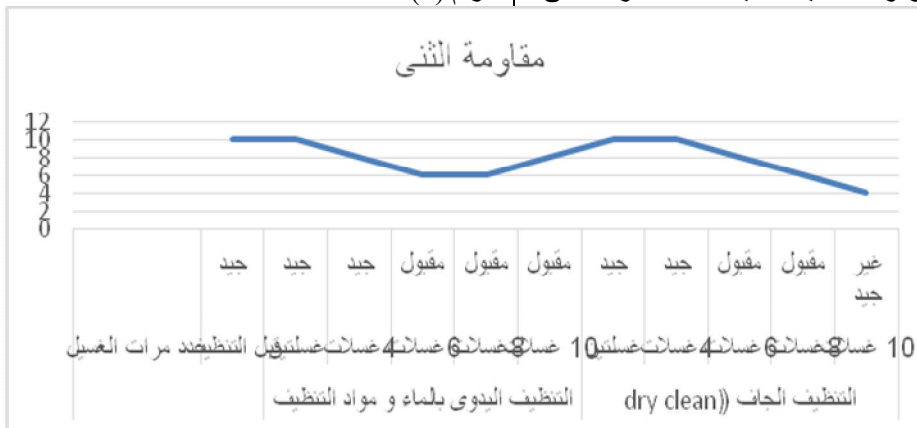 مقاومة الثنى
12
10
8
6
4
2
0
جيد جيد جيد مقبول مقبول مقبول جيد جيد مقبول مقبول غير جيد
عدد مرات الغسيل قبل التنظيف غسلتين 4 غسلات 6 غسلات 8 غسلات 10 غسلات غسلتين 4 غسلات 6 غسلات 8 غسلات 10 غسلات
التنظيف اليدوى بالماء و مواد التنظيف التنظيف الجاف ((dry clean